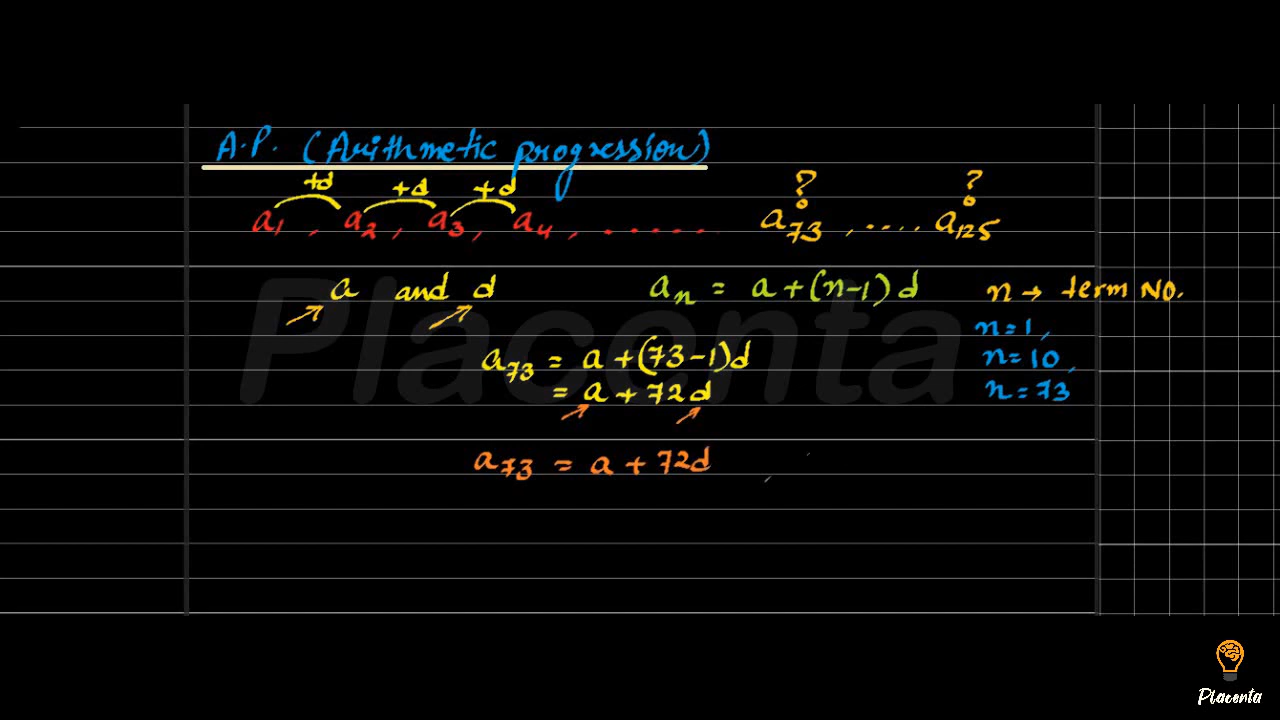 A.P. (Arithmetic progression)
+d +d +d ? ?
a1 , a2 , a3 , a4 , ....... a73 , ..... a125
a and d an = a + (n-1) d n → term NO.
n = 1 ,
a73 = a + (73-1)d n = 10 ,
= a + 72 d n = 73
a73 = a + 72d
Placenta
Placenta